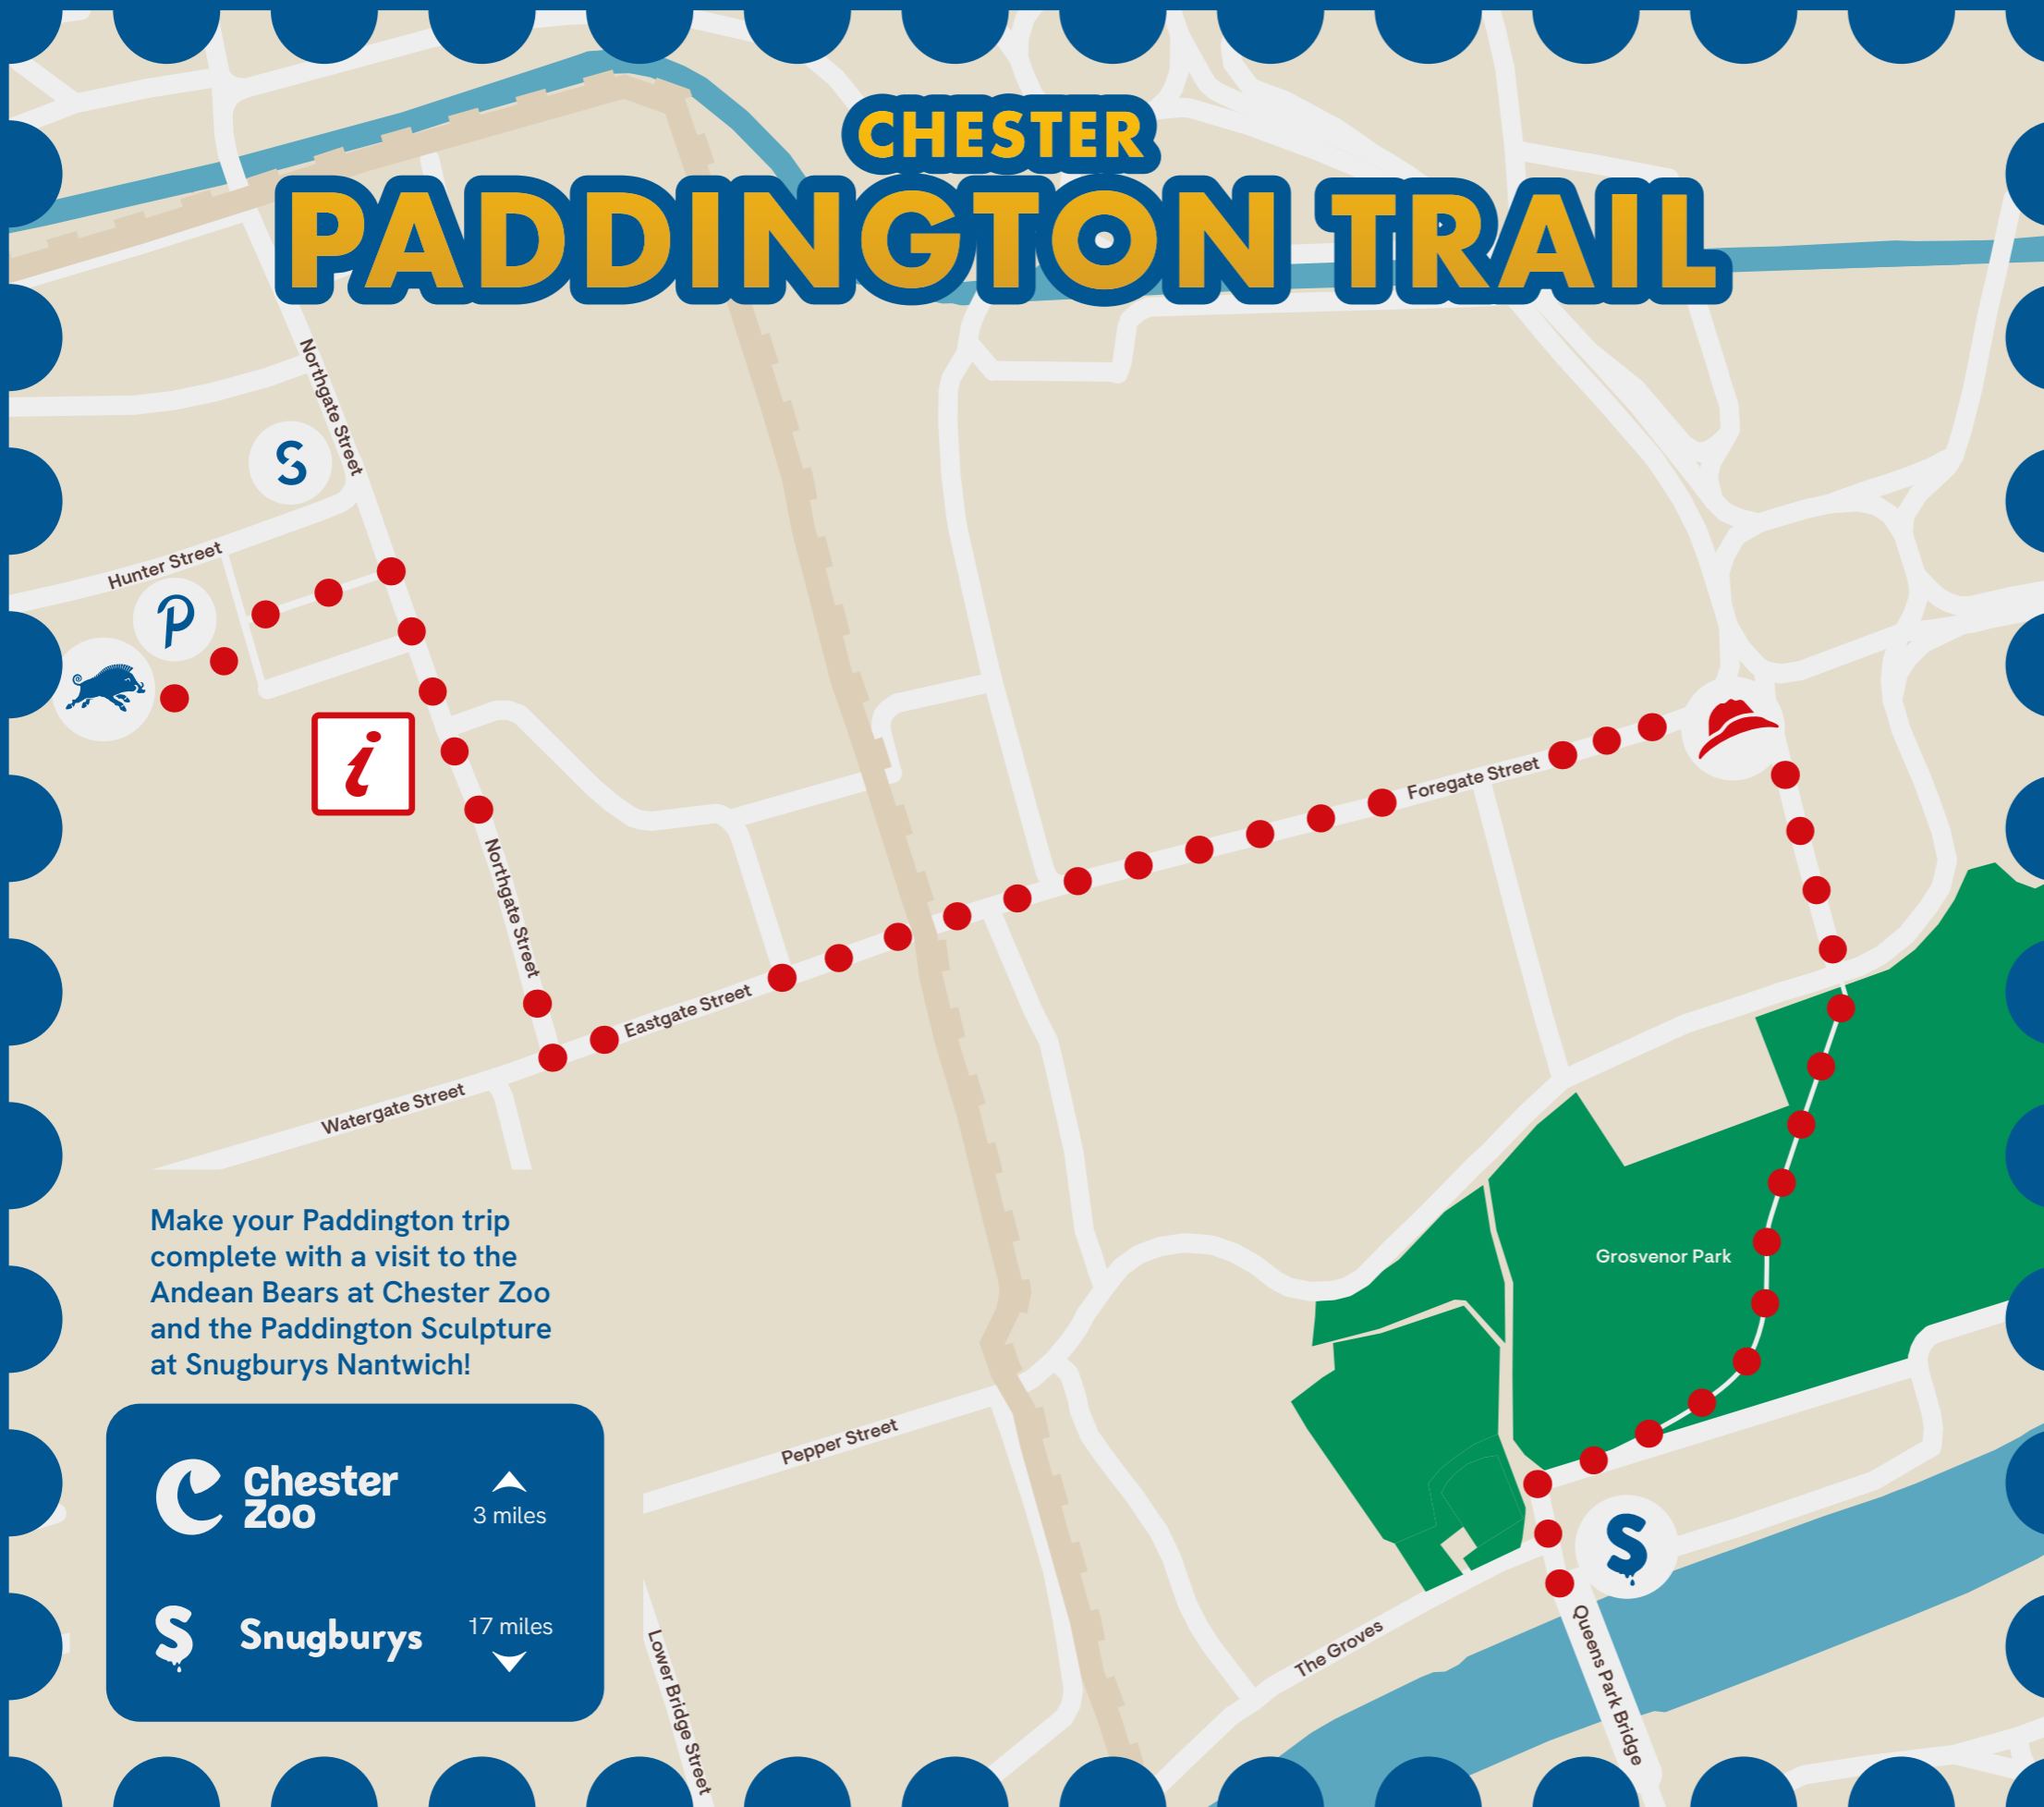 CHESTER
PADDINGTON TRAIL
Northgate Street
S
Hunter Street
P
i
Foregate Street
Northgate Street
Eastgate Street
Watergate Street
Make your Paddington trip
complete with a visit to the
Andean Bears at Chester Zoo
and the Paddington Sculpture
at Snugburys Nantwich!
Grosvenor Park
Pepper Street
Chester
Zoo
3 miles
S
Snugburys
17 miles
S
The Groves
Queens Park Bridge
Lower Bridge Street